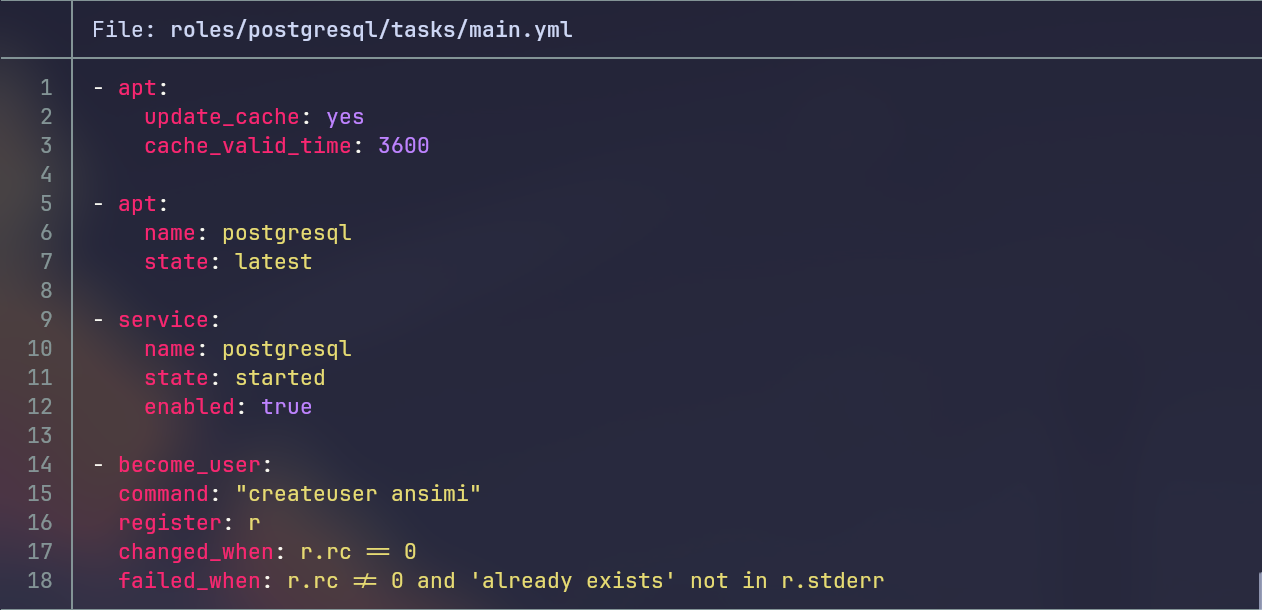 File: roles/postgresql/tasks/main.yml
1 - apt:
2     update_cache: yes
3     cache_valid_time: 3600
4
5 - apt:
6     name: postgresql
7     state: latest
8
9 - service:
10     name: postgresql
11     state: started
12     enabled: true
13
14 - become_user:
15   command: "createuser ansimi"
16   register: r
17   changed_when: r.rc == 0
18   failed_when: r.rc != 0 and 'already exists' not in r.stderr